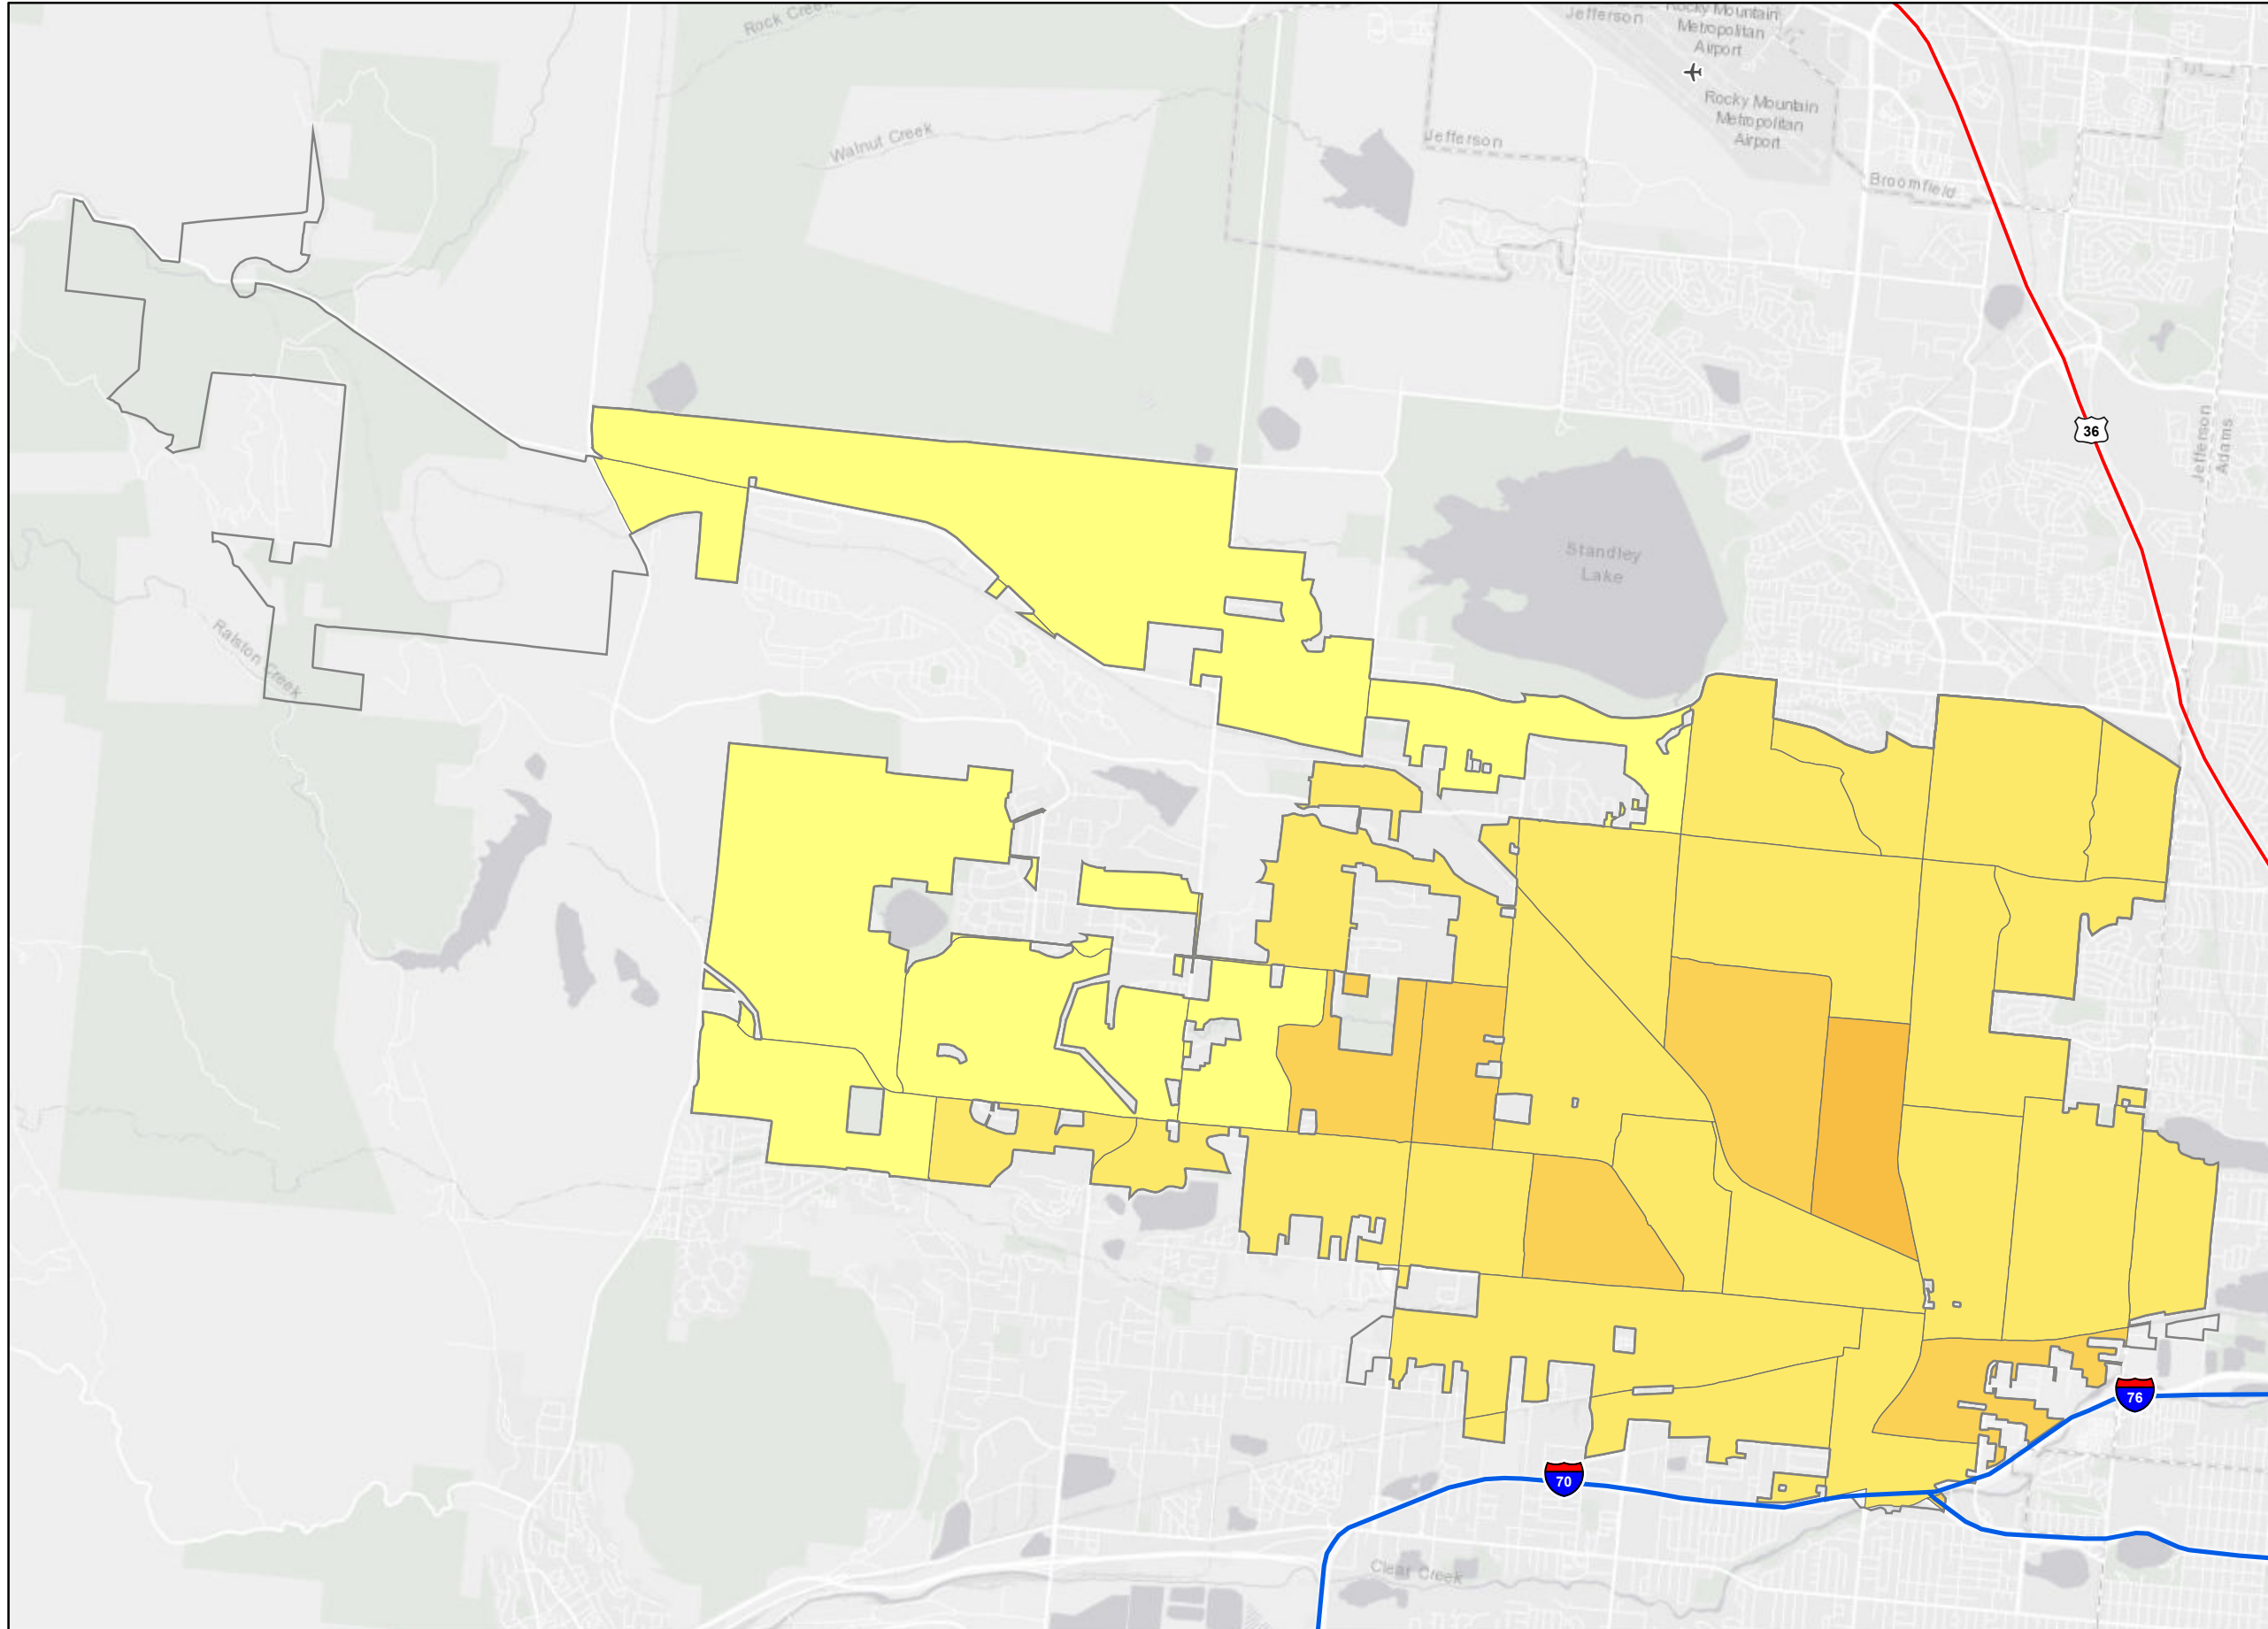 Rock Creek
Jefferson
Rocky Mountain
Metropolitan
Airport
Rocky Mountain
Metropolitan
Airport
Walnut Creek
Jefferson
Broomfield
36
Jefferson
Adams
Standley
Lake
Ralston Creek
76
70
Clear Creek